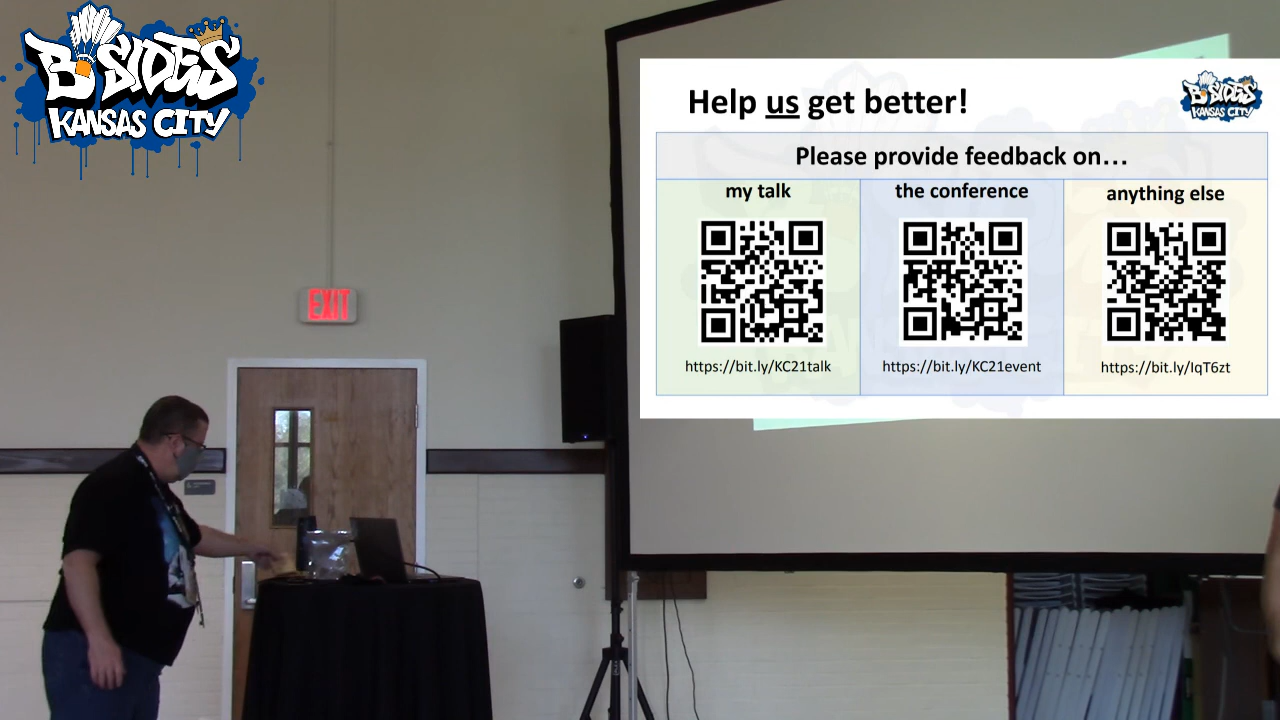 B-SIDES
KANSAS CITY
EXIT
Help us get better!
B-SIDES
KANSAS CITY
Please provide feedback on...
my talk
the conference
anything else
https://bit.ly/KC21talk
https://bit.ly/KC21event
https://bit.ly/IqT6zt